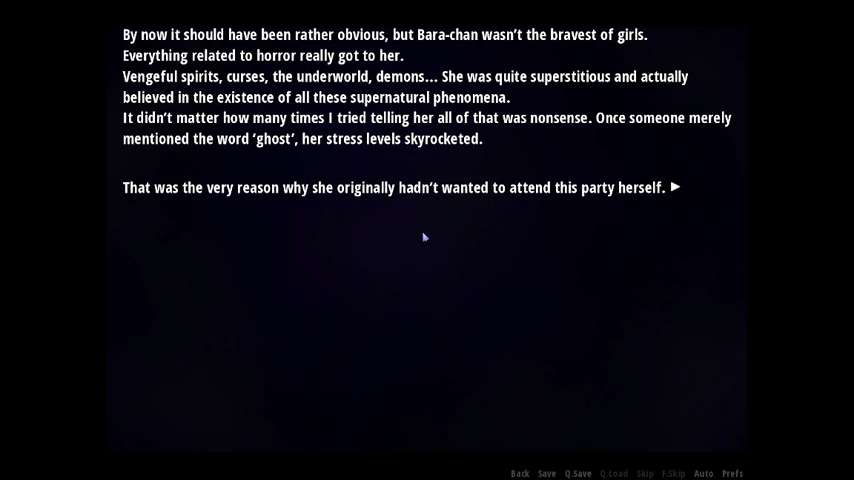 By now it should have been rather obvious, but Bara-chan wasn't the bravest of girls.
Everything related to horror really got to her.
Vengeful spirits, curses, the underworld, demons... She was quite superstitious and actually
believed in the existence of all these supernatural phenomena.
It didn't matter how many times I tried telling her all of that was nonsense. Once someone merely
mentioned the word ‘ghost’, her stress levels skyrocketed.
That was the very reason why she originally hadn't wanted to attend this party herself.
Back Save Q.Save Q.Load Skip F.Skip Auto Prefs